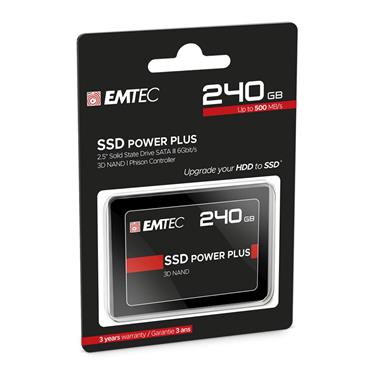 EMTEC
240 GB
Up to 500 MB/s
SSD POWER PLUS
2.5" Solid State Drive SATA III 6Gbit/s
3D NAND | Phison Controller
Upgrade your HDD to SSD
EMTEC 240GB
SSD POWER PLUS
3D NAND
3 years warranty / Garantie 3 ans